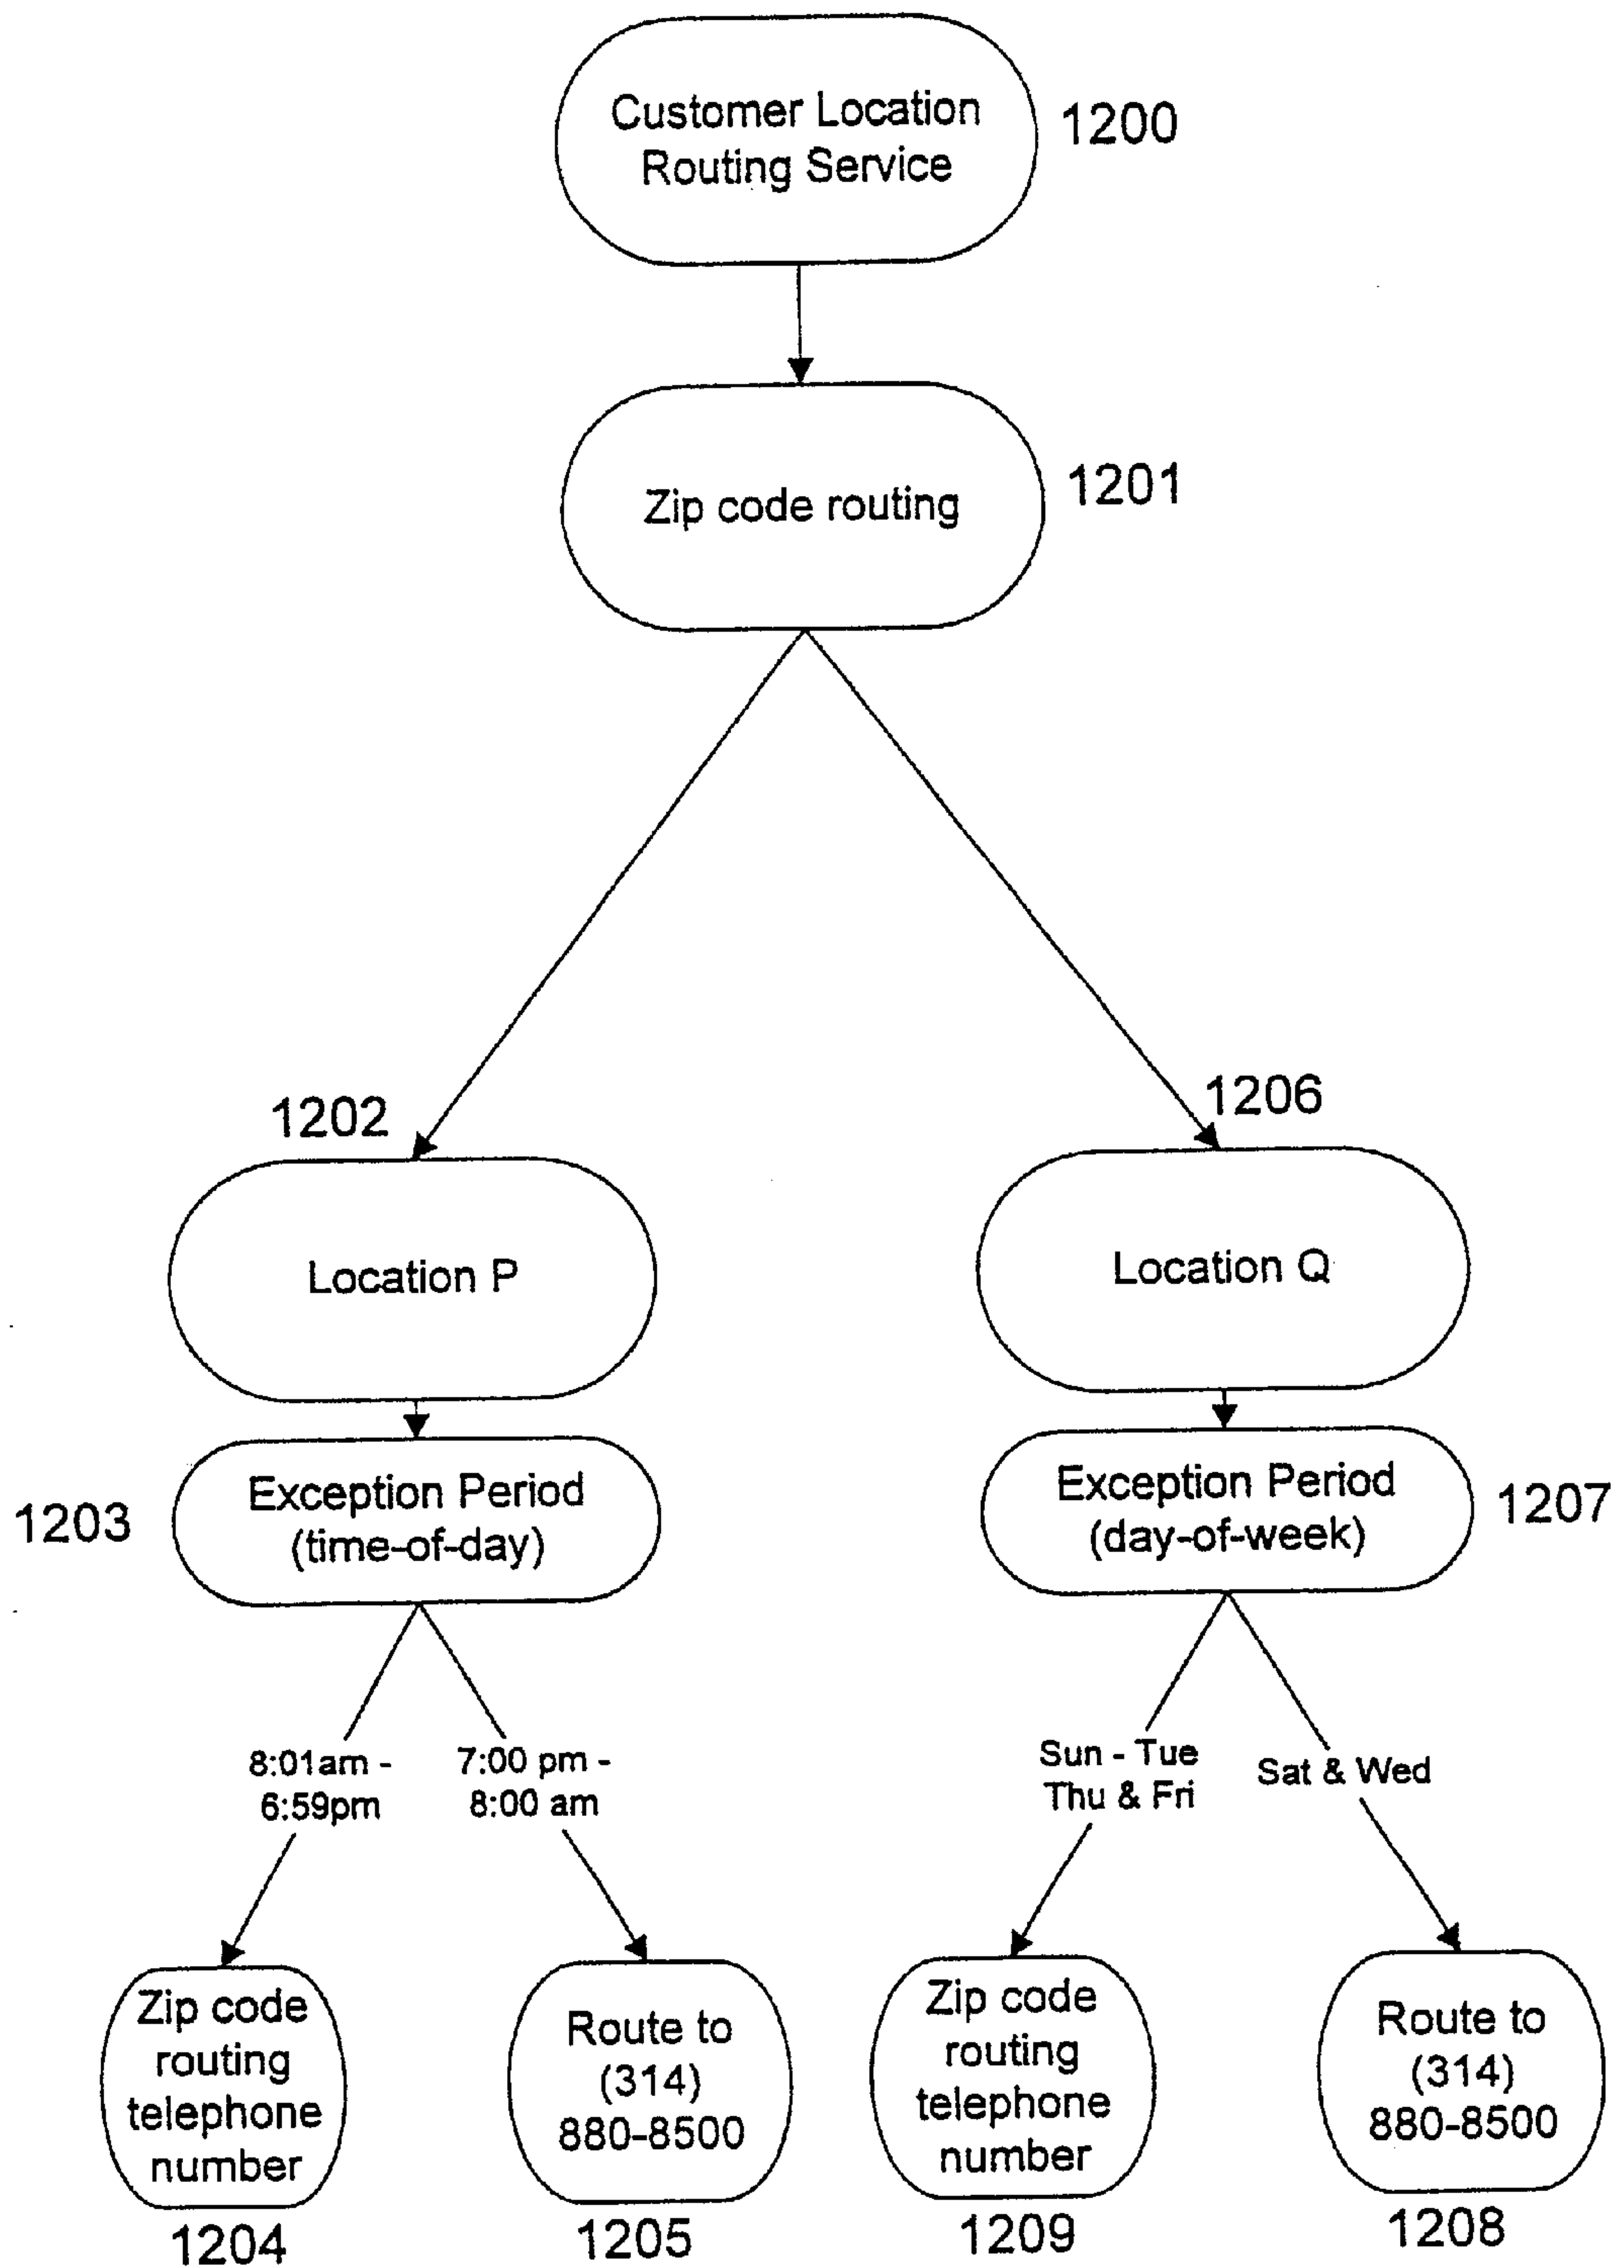 Customer Location
Routing Service
1200
Zip code routing
1201
1202
1206
Location P
Location Q
Exception Period
(time-of-day)
1203
Exception Period
(day-of-week)
1207
8:01am -
6:59pm
7:00 pm -
8:00 am
Sun - Tue
Thu & Fri
Sat & Wed
Zip code
routing
telephone
number
1204
Route to
(314)
880-8500
1205
Zip code
routing
telephone
number
1209
Route to
(314)
880-8500
1208